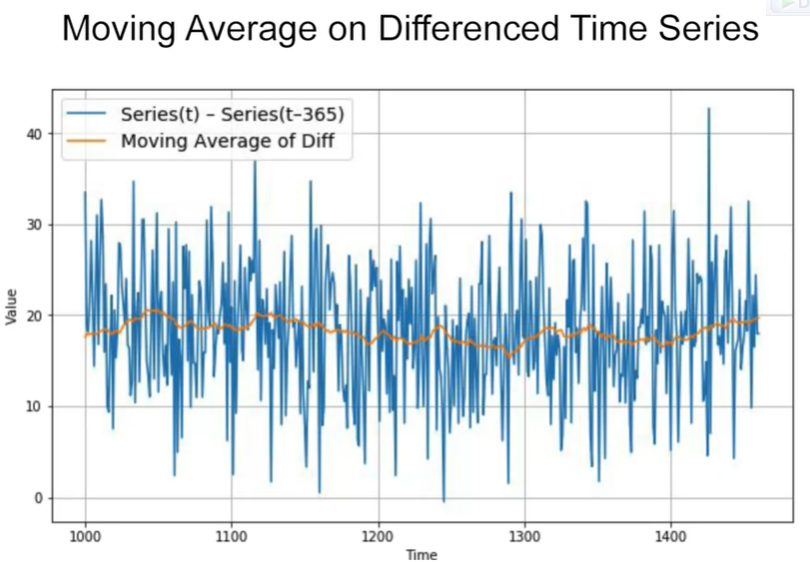 Moving Average on Differenced Time Series
Series(t) – Series(t–365)
Moving Average of Diff
40
30
20
10
0
Value
1000 1100 1200 1300 1400
Time